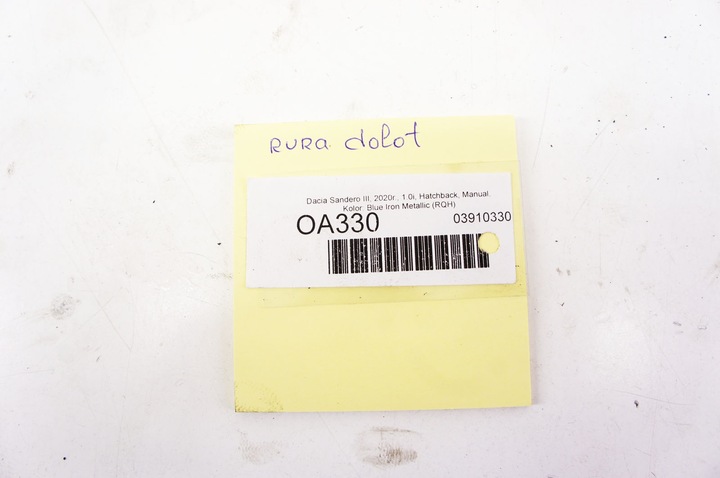 RURA dolot
Dacia Sandero III, 2020r., 1.0i, Hatchback, Manual.
Kolor: Blue Iron Metallic (RQH)
OA330
03910330